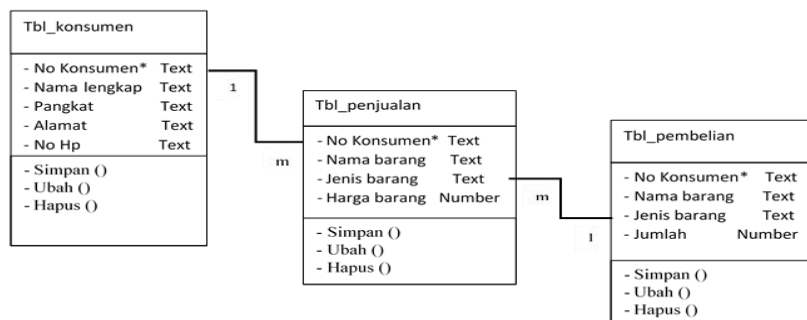 Tbl_konsumen
- No Konsumen* Text
- Nama lengkap Text
- Pangkat Text
- Alamat Text
- No Hp Text
- Simpan ()
- Ubah ()
- Hapus ()
1
m
Tbl_penjualan
- No Konsumen* Text
- Nama barang Text
- Jenis barang Text
- Harga barang Number
- Simpan ()
- Ubah ()
- Hapus ()
m
1
Tbl_pembelian
- No Konsumen* Text
- Nama barang Text
- Jenis barang Text
- Jumlah Number
- Simpan ()
- Ubah ()
- Hapus ()